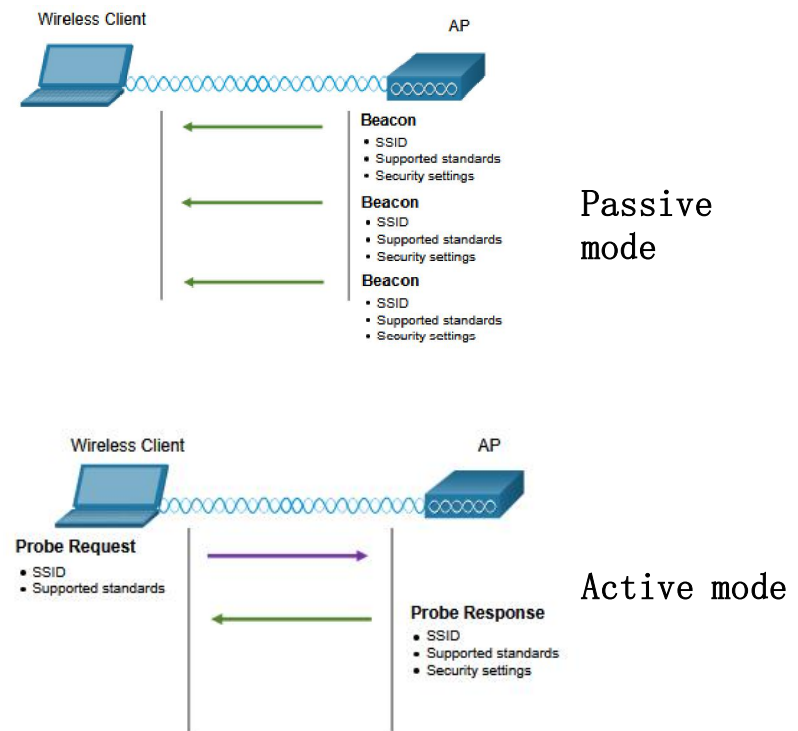 Wireless Client
AP
Beacon
• SSID
• Supported standards
• Security settings
Beacon
• SSID
• Supported standards
• Security settings
Beacon
• SSID
• Supported standards
• Security settings
Passive
mode
Wireless Client
AP
Probe Request
• SSID
• Supported standards
Probe Response
• SSID
• Supported standards
• Security settings
Active mode